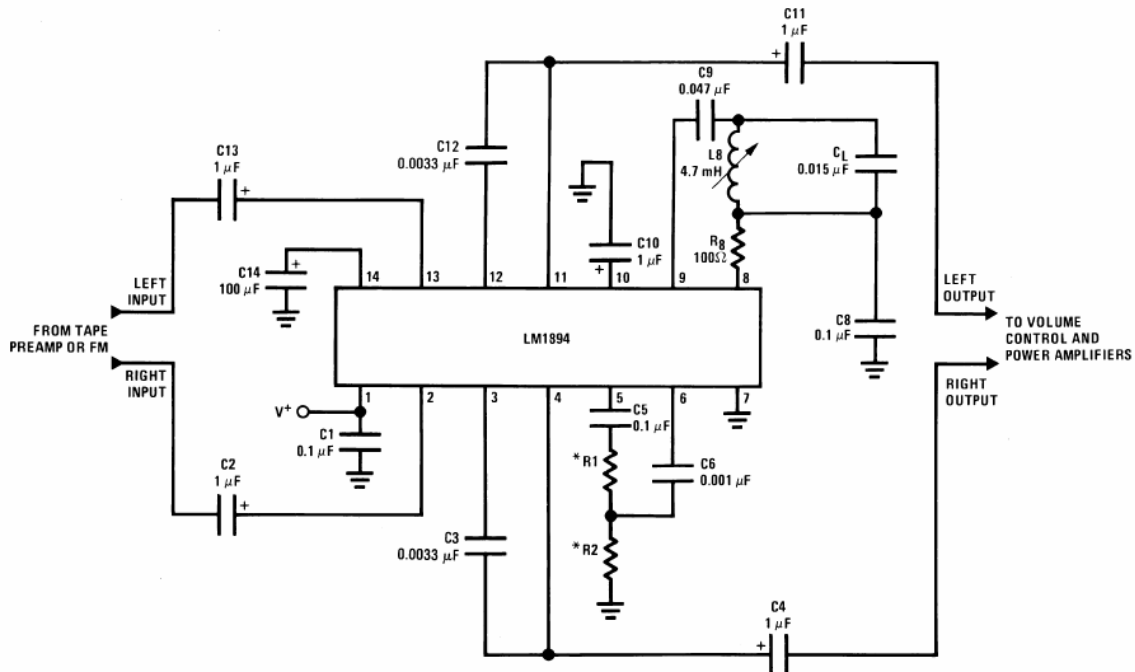 C11
1 µF
+
C9
0.047 µF
C13
1 µF
+
C12
0.0033 µF
L8
4.7 mH
CL
0.015 µF
C10
1 µF
+
R8
100Ω
C14
100 µF
+
14
13
12
11
10
9
8
LEFT
INPUT
LEFT
OUTPUT
FROM TAPE
PREAMP OR FM
LM1894
C8
0.1 µF
TO VOLUME
CONTROL AND
POWER AMPLIFIERS
RIGHT
INPUT
RIGHT
OUTPUT
1
2
3
4
5
6
7
V+
C1
0.1 µF
C5
0.1 µF
*R1
C6
0.001 µF
C2
1 µF
+
C3
0.0033 µF
*R2
C4
1 µF
+